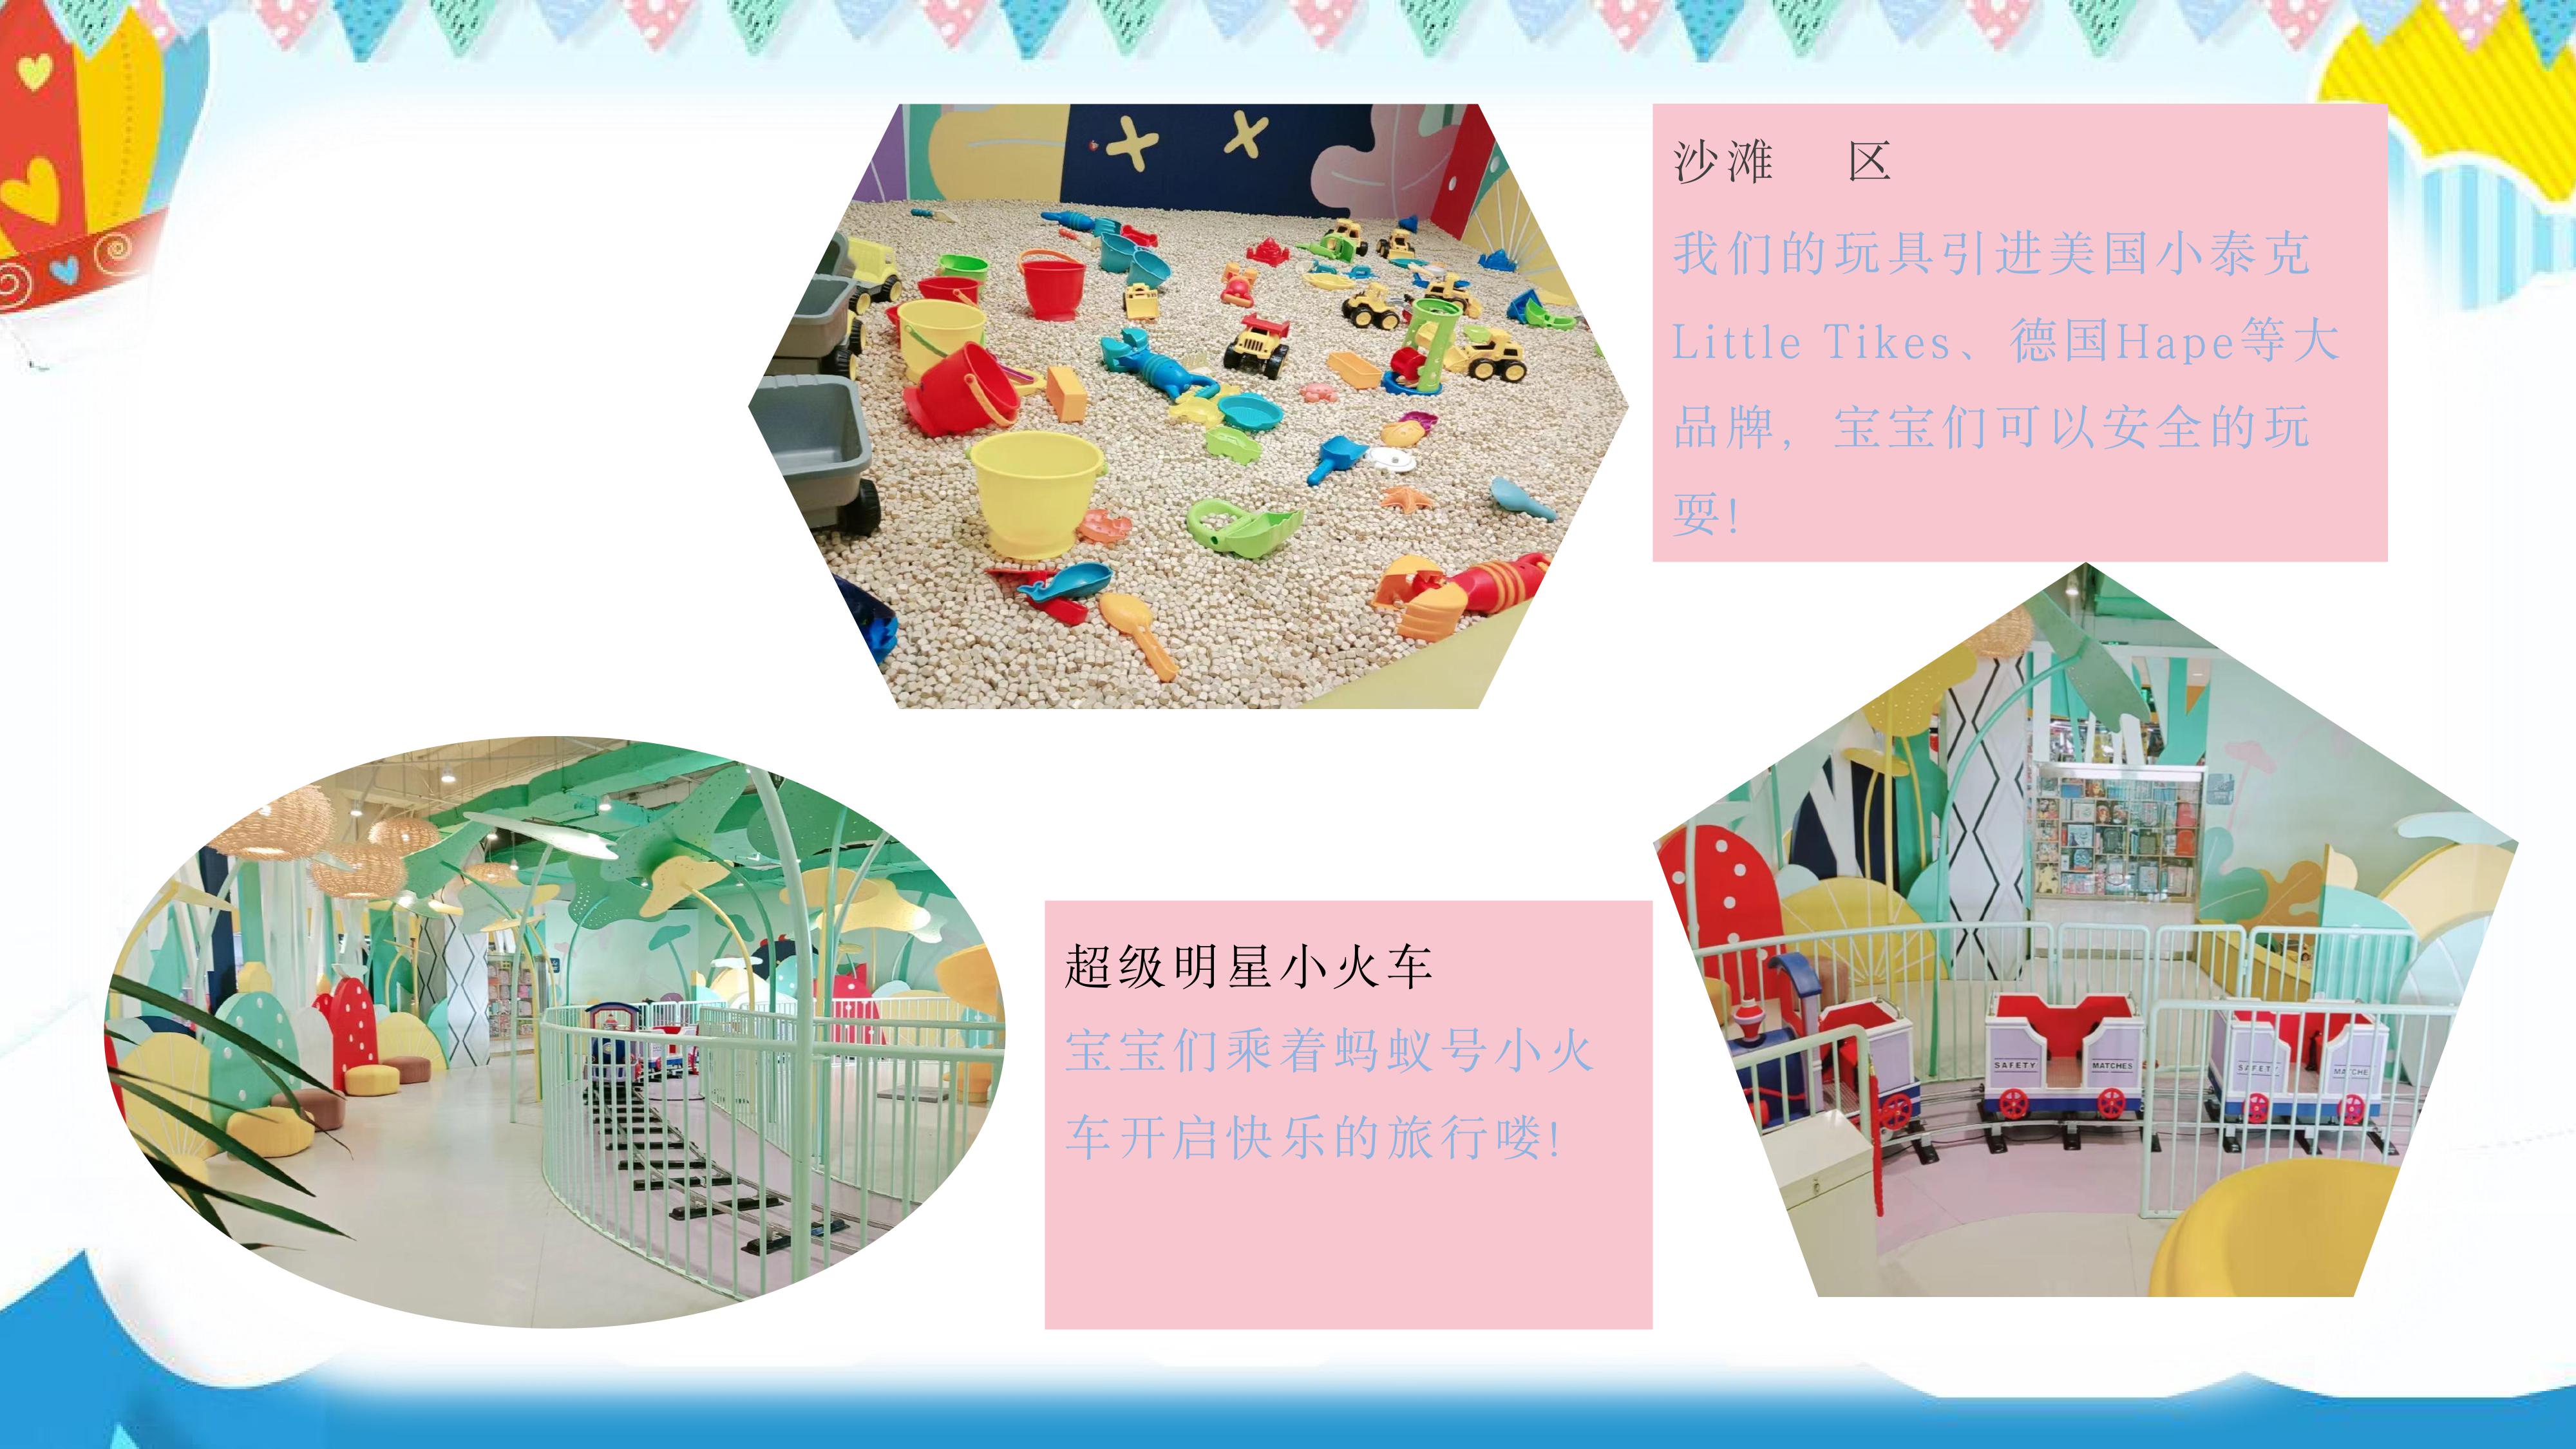 沙滩 区
我们的玩具引进美国小泰克
Little Tikes、德国Hape等大
品牌，宝宝们可以安全的玩
耍!
超级明星小火车
宝宝们乘着蚂蚁号小火
车开启快乐的旅行喽!
SAFETY MATCHES
SAFETY MATCHE